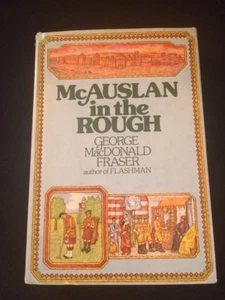 McAUSLAN
in the
ROUGH
GEORGE
MacDONALD
FRASER
author of FLASHMAN